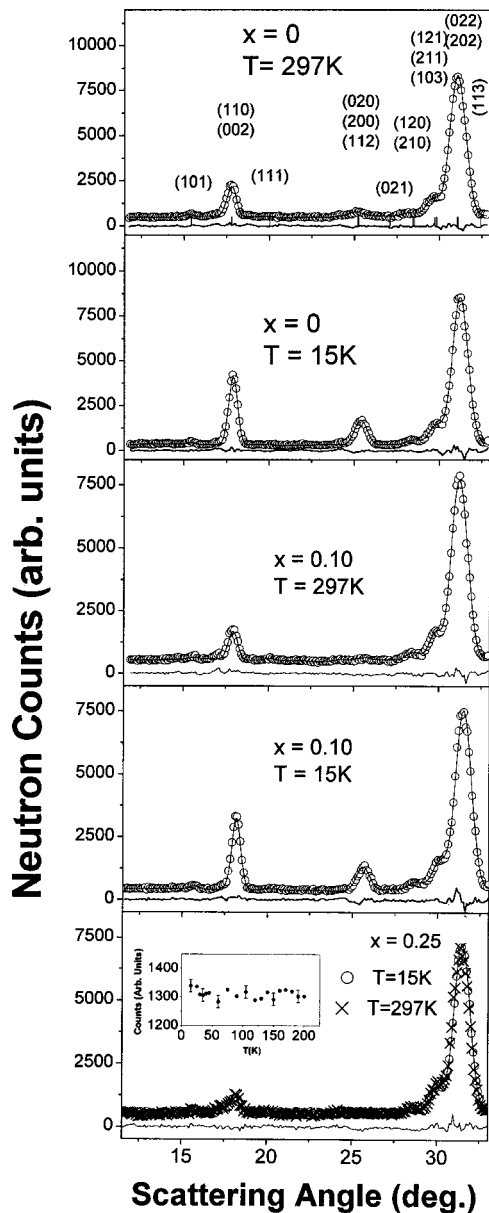 x = 0
T= 297K
(101)
(110)
(002)
(111)
(020)
(200)
(112)
(021)
(120)
(210)
(121)
(211)
(103)
(022)
(202)
(113)
10000
7500
5000
2500
0
x = 0
T = 15K
10000
7500
5000
2500
0
x = 0.10
T = 297K
7500
5000
2500
0
x = 0.10
T = 15K
7500
5000
2500
0
x = 0.25
T=15K
T=297K
7500
5000
2500
0
Counts (Arb. Units)
1400
1300
1200
0 50 100 150 200
T(K)
15 20 25 30
Neutron Counts (arb. units)
Scattering Angle (deg.)